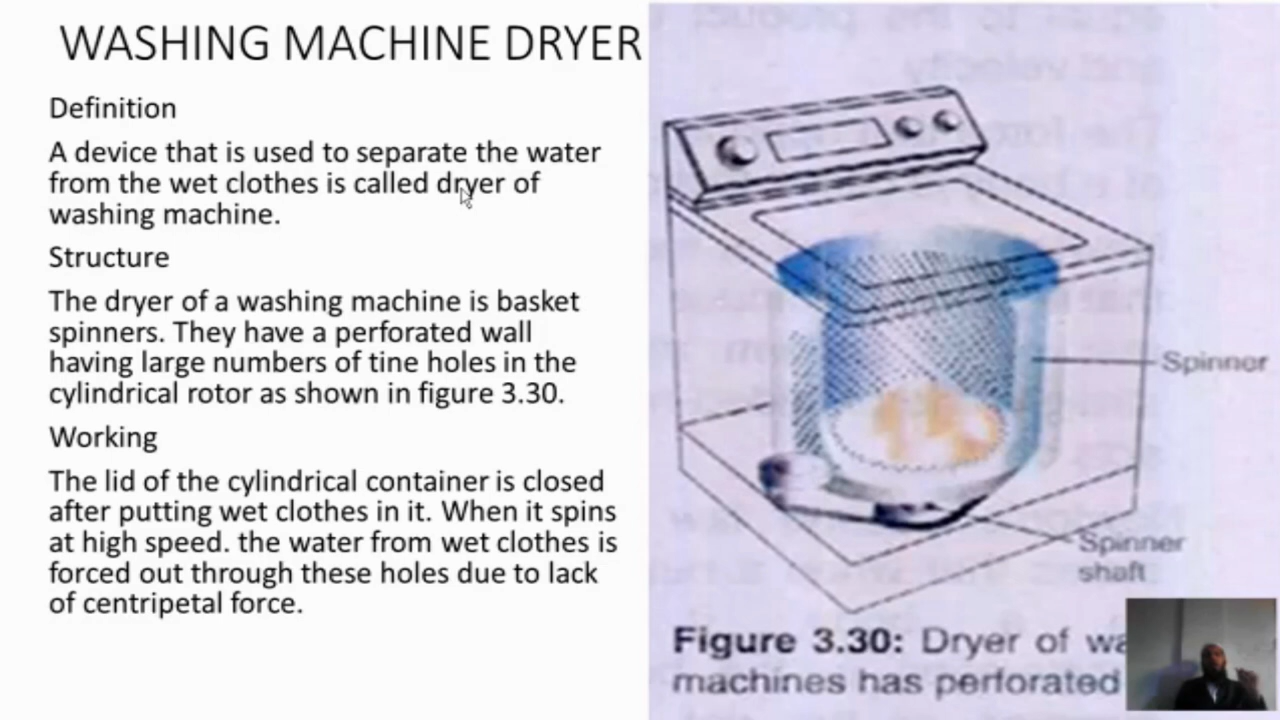 WASHING MACHINE DRYER
Definition
A device that is used to separate the water
from the wet clothes is called dryer of
washing machine.
Structure
The dryer of a washing machine is basket
spinners. They have a perforated wall
having large numbers of tine holes in the
cylindrical rotor as shown in figure 3.30.
Working
The lid of the cylindrical container is closed
after putting wet clothes in it. When it spins
at high speed. the water from wet clothes is
forced out through these holes due to lack
of centripetal force.
Spinner
Spinner
shaft
Figure 3.30: Dryer of
machines has perforated